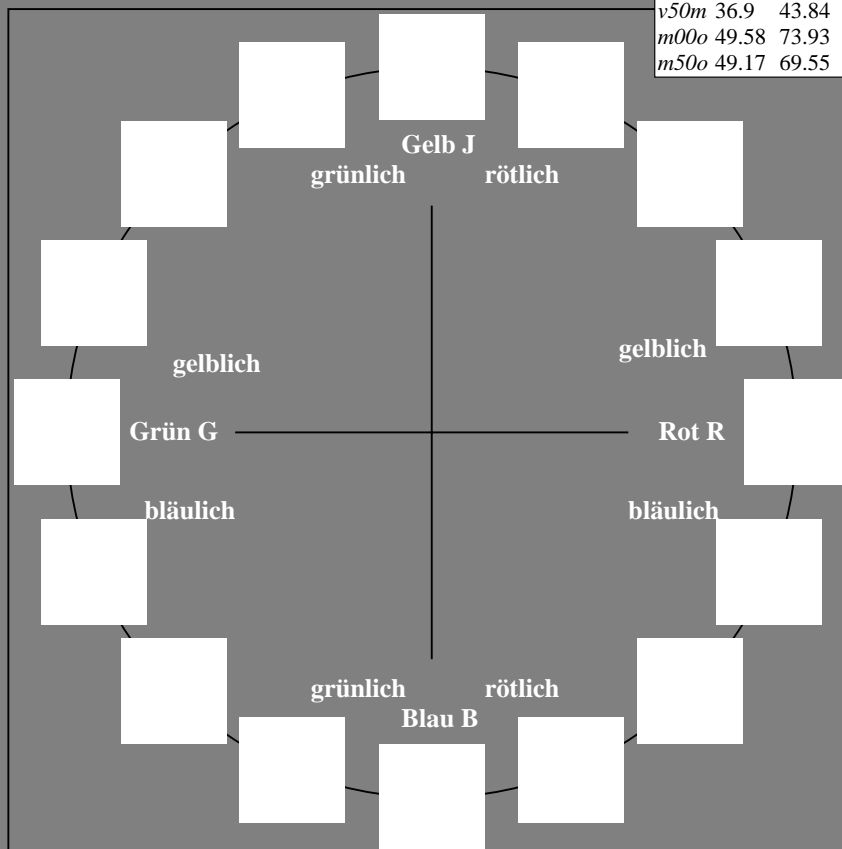 v50m 36.9 43.84
m00o 49.58 73.93
m50o 49.17 69.55
Gelb J
grünlich rötlich
gelblich gelblich
Grün G Rot R
bläulich bläulich
grünlich rötlich
Blau B